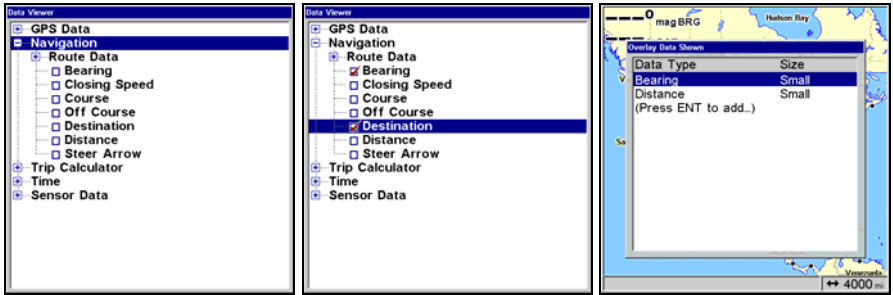 Data Viewer
GPS Data
Navigation
Route Data
Bearing
Closing Speed
Course
Off Course
Destination
Distance
Steer Arrow
Trip Calculator
Time
Sensor Data
Data Viewer
GPS Data
Navigation
Route Data
Bearing
Closing Speed
Course
Off Course
Destination
Distance
Steer Arrow
Trip Calculator
Time
Sensor Data
---° mag BRG
Hudson Bay
Overlay Data Shown
Data Type Size
Bearing Small
Distance Small
(Press ENT to add...)
Venezuela
↔ 4000 mi